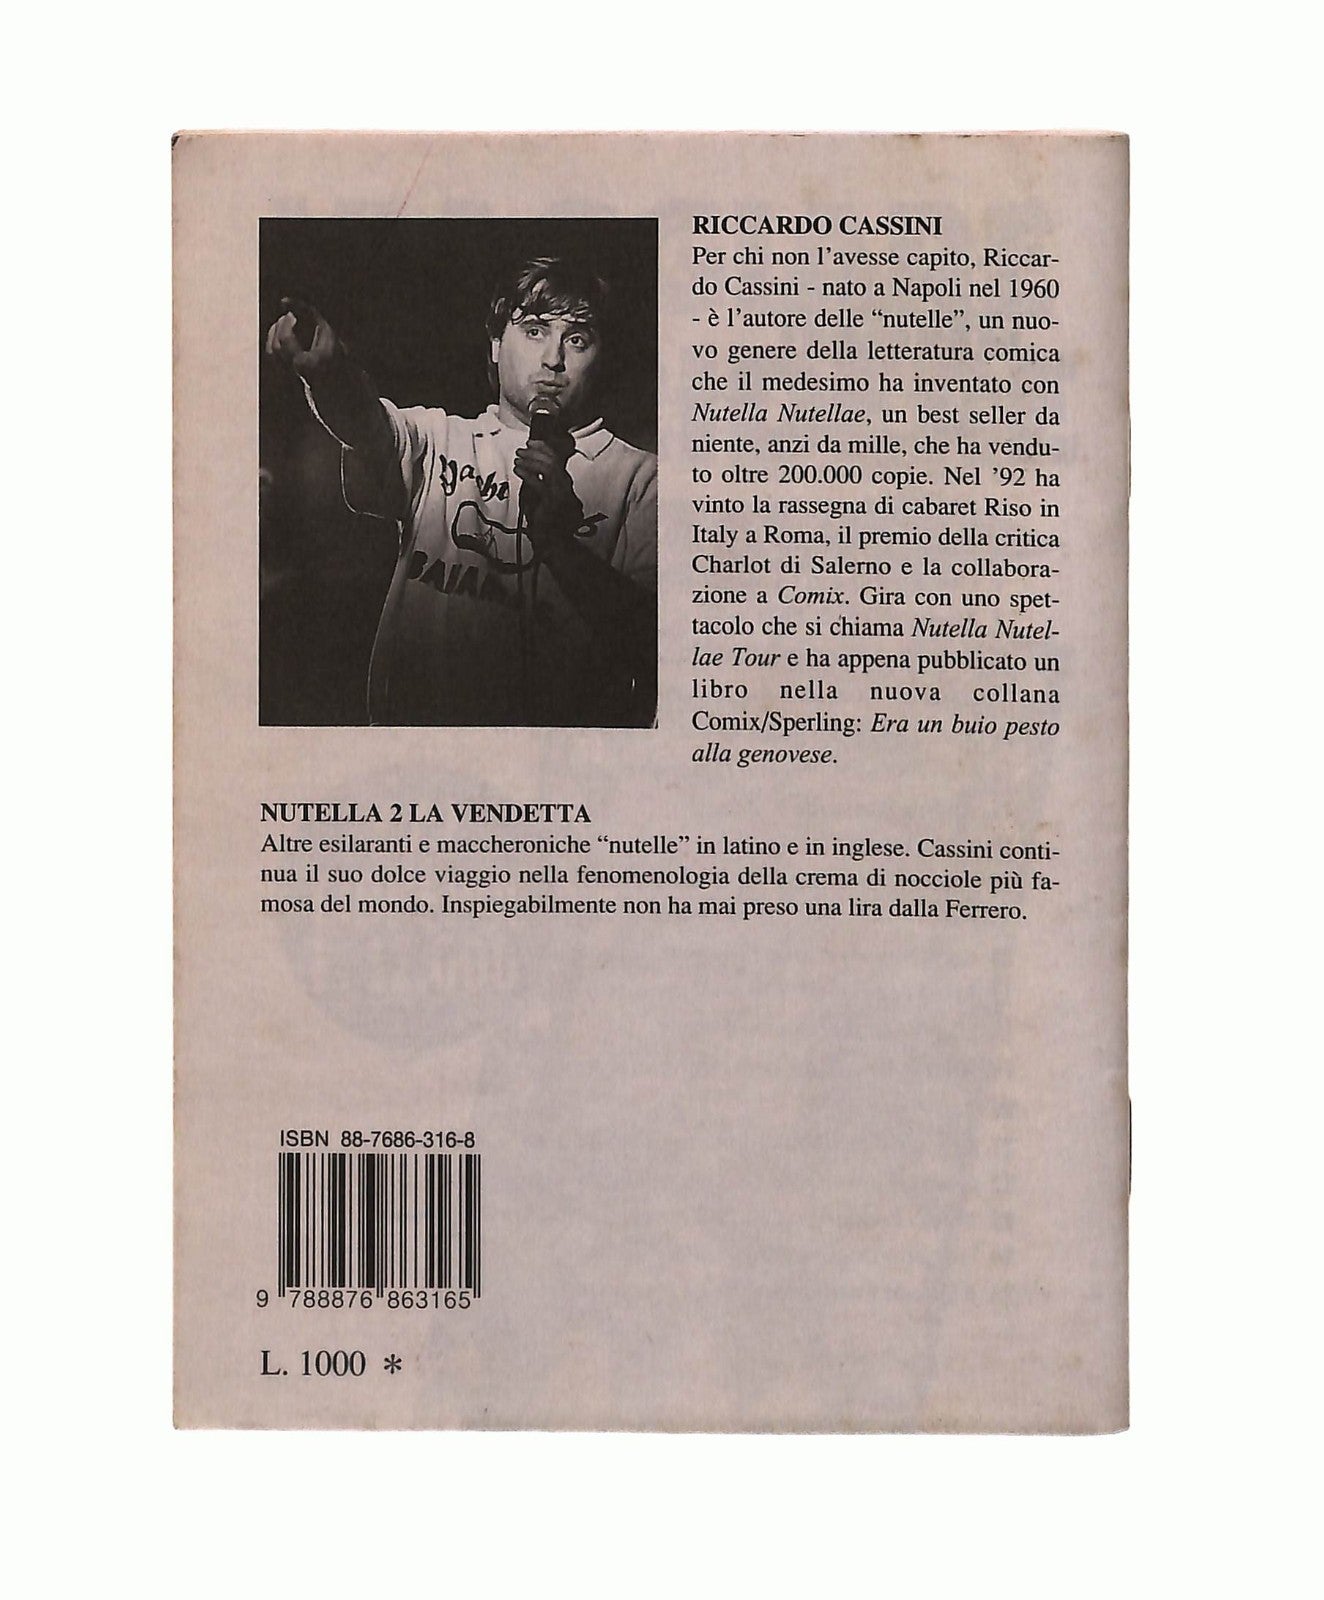 RICCARDO CASSINI
Per chi non l'avesse capito, Riccar-
do Cassini - nato a Napoli nel 1960
- è l'autore delle “nutelle”, un nuo-
vo genere della letteratura comica
che il medesimo ha inventato con
Nutella Nutellae, un best seller da
niente, anzi da mille, che ha vendu-
to oltre 200.000 copie. Nel ’92 ha
vinto la rassegna di cabaret Riso in
Italy a Roma, il premio della critica
Charlot di Salerno e la collabora-
zione a Comix. Gira con uno spet-
tacolo che si chiama Nutella Nutel-
lae Tour e ha appena pubblicato un
libro nella nuova collana
Comix/Sperling: Era un buio pesto
alla genovese.
NUTELLA 2 LA VENDETTA
Altre esilaranti e maccheroniche “nutelle” in latino e in inglese. Cassini conti-
nua il suo dolce viaggio nella fenomenologia della crema di nocciole più fa-
mosa del mondo. Inspiegabilmente non ha mai preso una lira dalla Ferrero.
ISBN 88-7686-316-8
9 788876 863165
L. 1000 *